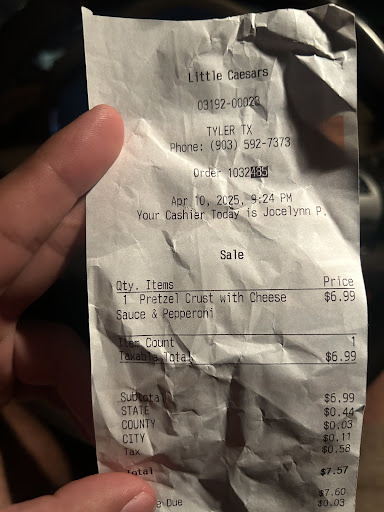 Little Caesars
03192-00023
TYLER TX
Phone: (903) 592-7373
Order 1032485
Apr 10, 2025, 9:24 PM
Your Cashier Today is Jocelynn P.
Sale
Qty. Items Price
1 Pretzel Crust with Cheese $6.99
Sauce & Pepperoni
Item Count 1
Taxable Total $6.99
Subtotal $6.99
STATE $0.44
COUNTY $0.03
CITY $0.11
Tax $0.58
Total $7.57
$7.60
e Due $0.03